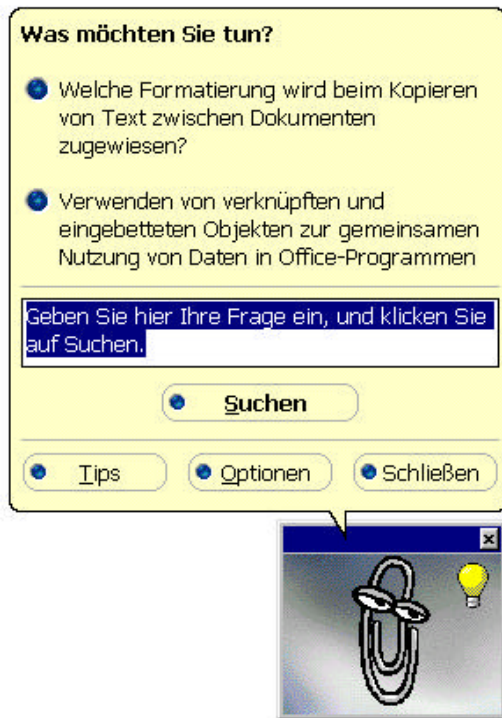 Was möchten Sie tun?
Welche Formatierung wird beim Kopieren
von Text zwischen Dokumenten
zugewiesen?
Verwenden von verknüpften und
eingebetteten Objekten zur gemeinsamen
Nutzung von Daten in Office-Programmen
Geben Sie hier Ihre Frage ein, und klicken Sie
auf Suchen.
Suchen
Tips Optionen Schließen